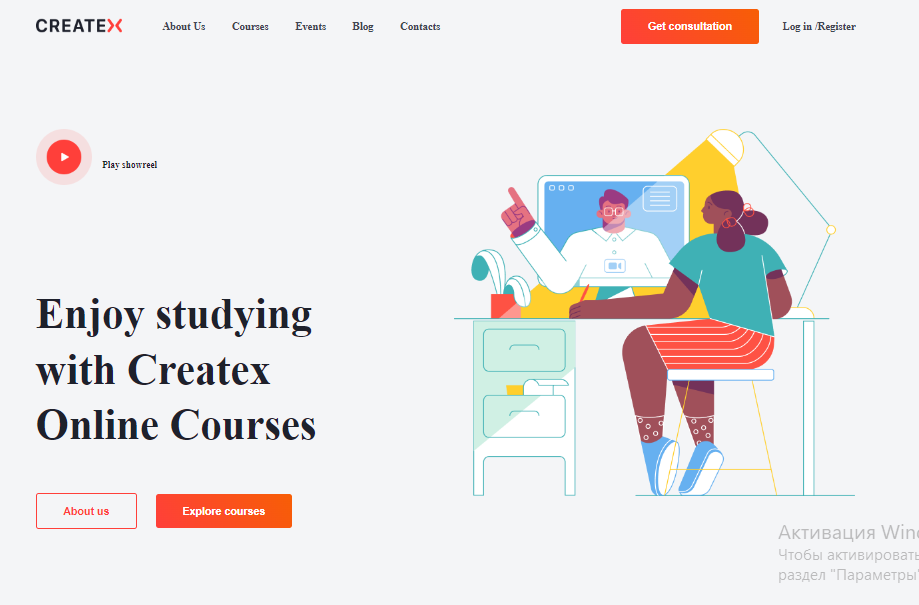 CREATEX
About Us
Courses
Events
Blog
Contacts
Get consultation
Log in /Register
Play showreel
Enjoy studying
with Createx
Online Courses
About us
Explore courses
Активация Wind
Чтобы активировать
раздел "Параметры"